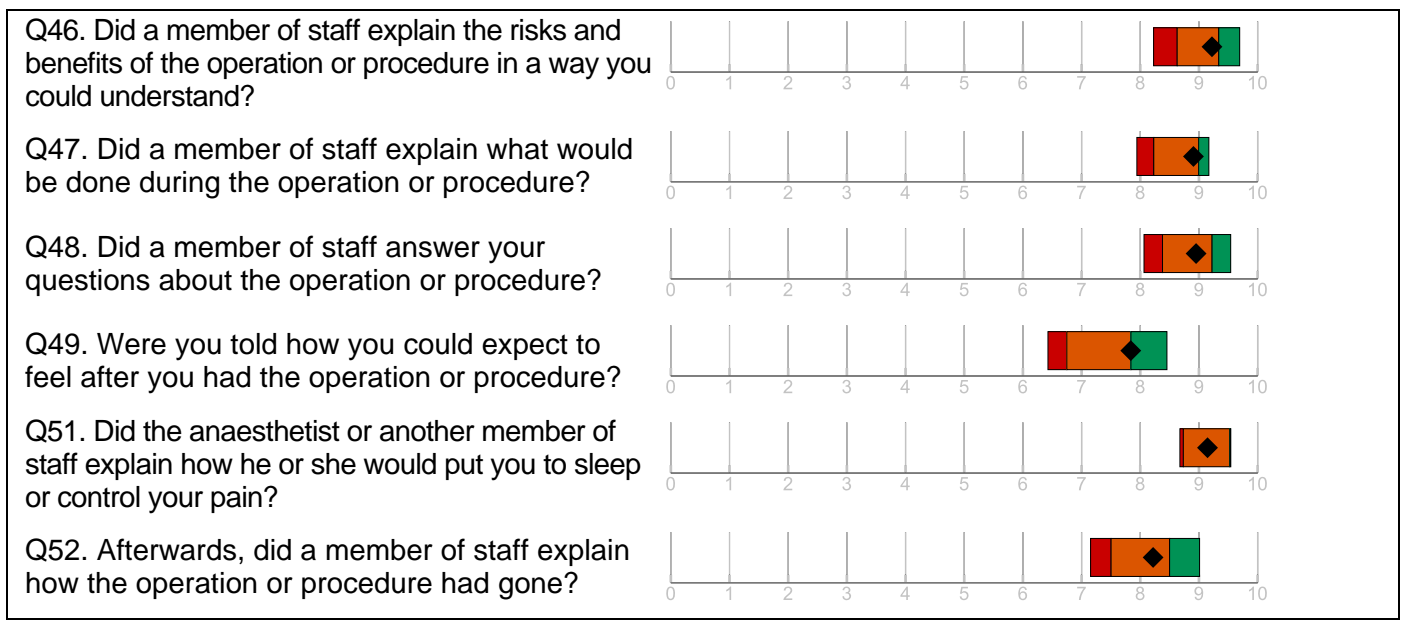 Q46. Did a member of staff explain the risks and
benefits of the operation or procedure in a way you
could understand?
0 1 2 3 4 5 6 7 8 9 10
Q47. Did a member of staff explain what would
be done during the operation or procedure?
0 1 2 3 4 5 6 7 8 9 10
Q48. Did a member of staff answer your
questions about the operation or procedure?
0 1 2 3 4 5 6 7 8 9 10
Q49. Were you told how you could expect to
feel after you had the operation or procedure?
0 1 2 3 4 5 6 7 8 9 10
Q51. Did the anaesthetist or another member of
staff explain how he or she would put you to sleep
or control your pain?
0 1 2 3 4 5 6 7 8 9 10
Q52. Afterwards, did a member of staff explain
how the operation or procedure had gone?
0 1 2 3 4 5 6 7 8 9 10